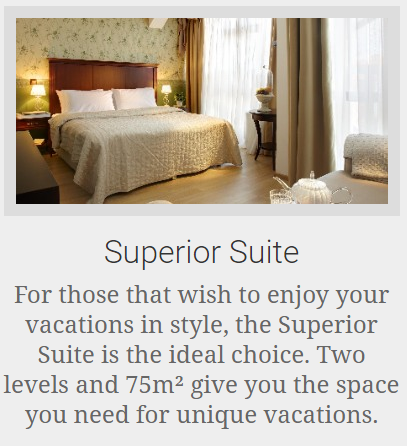 Superior Suite
For those that wish to enjoy your
vacations in style, the Superior
Suite is the ideal choice. Two
levels and 75m² give you the space
you need for unique vacations.